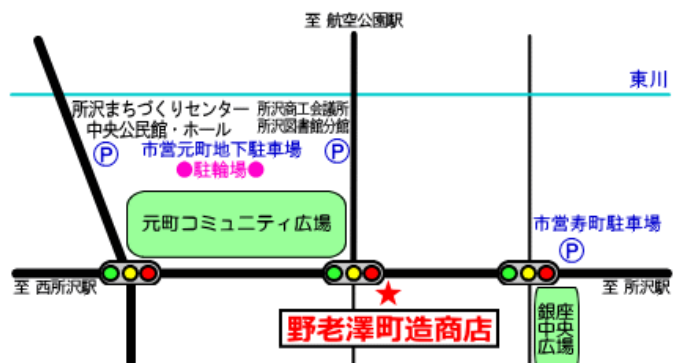 至 航空公園駅
東川
所沢まちづくりセンター
中央公民館・ホール
所沢商工会議所
所沢図書館分館
P
市営元町地下駐車場
P
●駐輪場●
元町コミュニティ広場
市営寿町駐車場
P
至 西所沢駅
至 所沢駅
野老澤町造商店
銀座
中央
広場